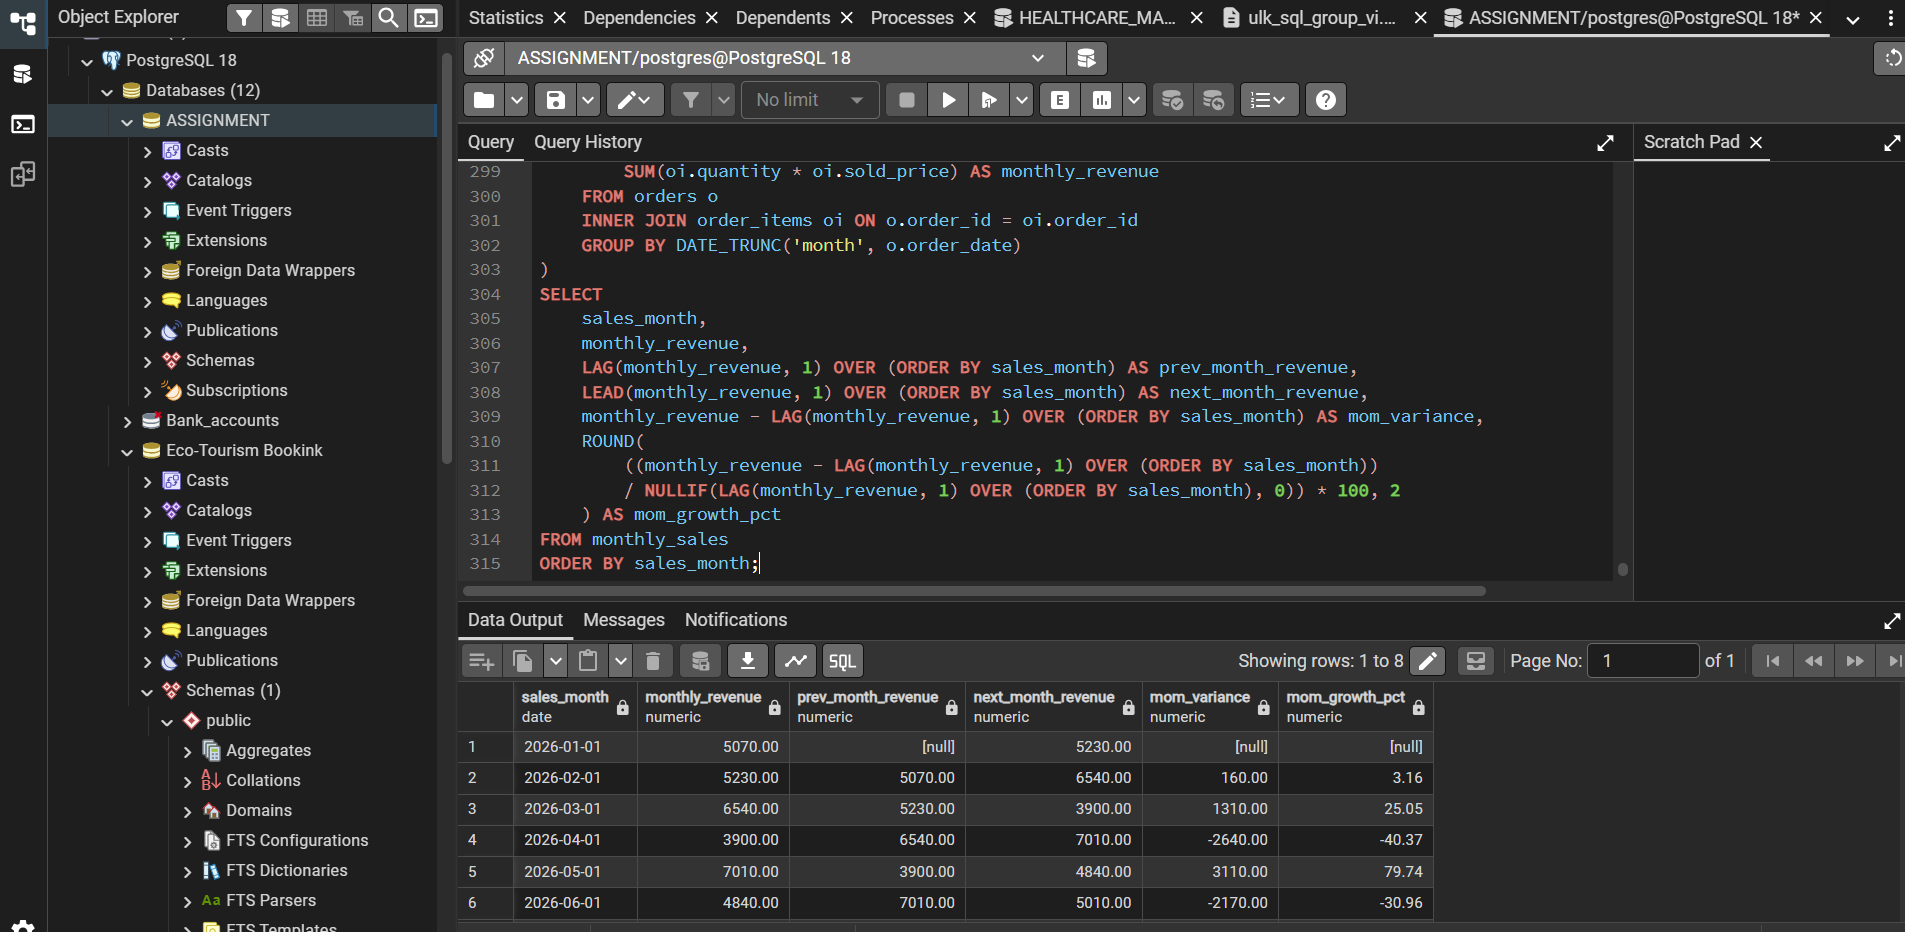 Object Explorer
PostgreSQL 18
Databases (12)
ASSIGNMENT
Casts
Catalogs
Event Triggers
Extensions
Foreign Data Wrappers
Languages
Publications
Schemas
Subscriptions
Bank_accounts
Eco-Tourism Bookink
Casts
Catalogs
Event Triggers
Extensions
Foreign Data Wrappers
Languages
Publications
Schemas (1)
public
Aggregates
Collations
Domains
FTS Configurations
FTS Dictionaries
Aa FTS Parsers
FTS Templates
Statistics Dependencies Dependents Processes HEALTHCARE_MA... ulk_sql_group_vi.... ASSIGNMENT/postgres@PostgreSQL 18*
ASSIGNMENT/postgres@PostgreSQL 18
No limit E
Query Query History
Scratch Pad
299 SUM(oi.quantity * oi.sold_price) AS monthly_revenue
300 FROM orders o
301 INNER JOIN order_items oi ON o.order_id = oi.order_id
302 GROUP BY DATE_TRUNC('month', o.order_date)
303 )
304 SELECT
305 sales_month,
306 monthly_revenue,
307 LAG(monthly_revenue, 1) OVER (ORDER BY sales_month) AS prev_month_revenue,
308 LEAD(monthly_revenue, 1) OVER (ORDER BY sales_month) AS next_month_revenue,
309 monthly_revenue - LAG(monthly_revenue, 1) OVER (ORDER BY sales_month) AS mom_variance,
310 ROUND(
311 ((monthly_revenue - LAG(monthly_revenue, 1) OVER (ORDER BY sales_month))
312 / NULLIF(LAG(monthly_revenue, 1) OVER (ORDER BY sales_month), 0)) * 100, 2
313 ) AS mom_growth_pct
314 FROM monthly_sales
315 ORDER BY sales_month;
Data Output Messages Notifications
SQL Showing rows: 1 to 8 Page No: 1 of 1
sales_month monthly_revenue prev_month_revenue next_month_revenue mom_variance mom_growth_pct
date numeric numeric numeric numeric numeric
1 2026-01-01 5070.00 [null] 5230.00 [null] [null]
2 2026-02-01 5230.00 5070.00 6540.00 160.00 3.16
3 2026-03-01 6540.00 5230.00 3900.00 1310.00 25.05
4 2026-04-01 3900.00 6540.00 7010.00 -2640.00 -40.37
5 2026-05-01 7010.00 3900.00 4840.00 3110.00 79.74
6 2026-06-01 4840.00 7010.00 5010.00 -2170.00 -30.96